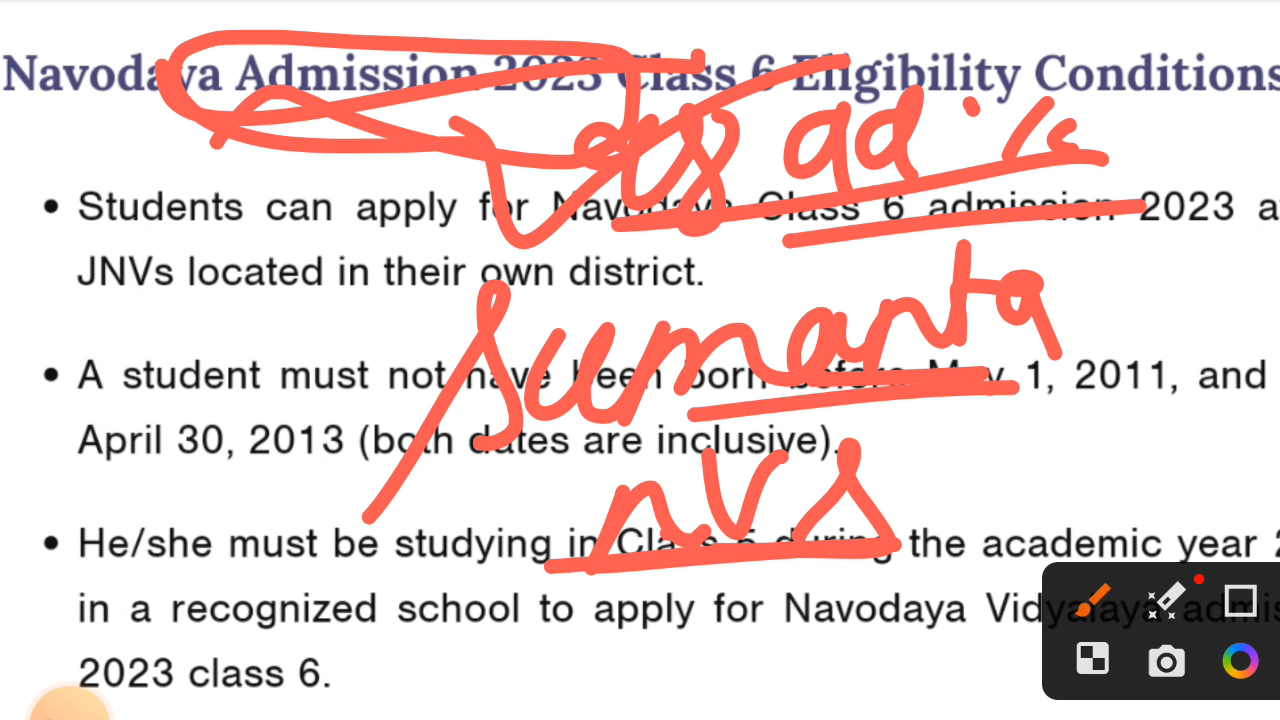 Navodaya Admission 2023 Class 6 Eligibility Conditions
Students can apply for Navodaya Class 6 admission 2023
JNVs located in their own district.
Sumanta
A student must not have been born before May 1, 2011, and
April 30, 2013 (both dates are inclusive).
nVS
He/she must be studying in Class 5 during the academic year
in a recognized school to apply for Navodaya Vidyalaya
2023 class 6.